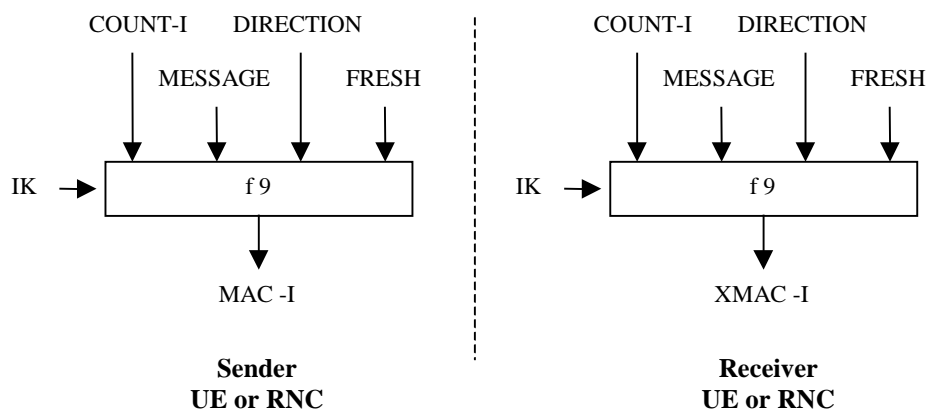 COUNT-I DIRECTION
MESSAGE FRESH
IK f 9
MAC -I
Sender
UE or RNC
COUNT-I DIRECTION
MESSAGE FRESH
IK f 9
XMAC -I
Receiver
UE or RNC